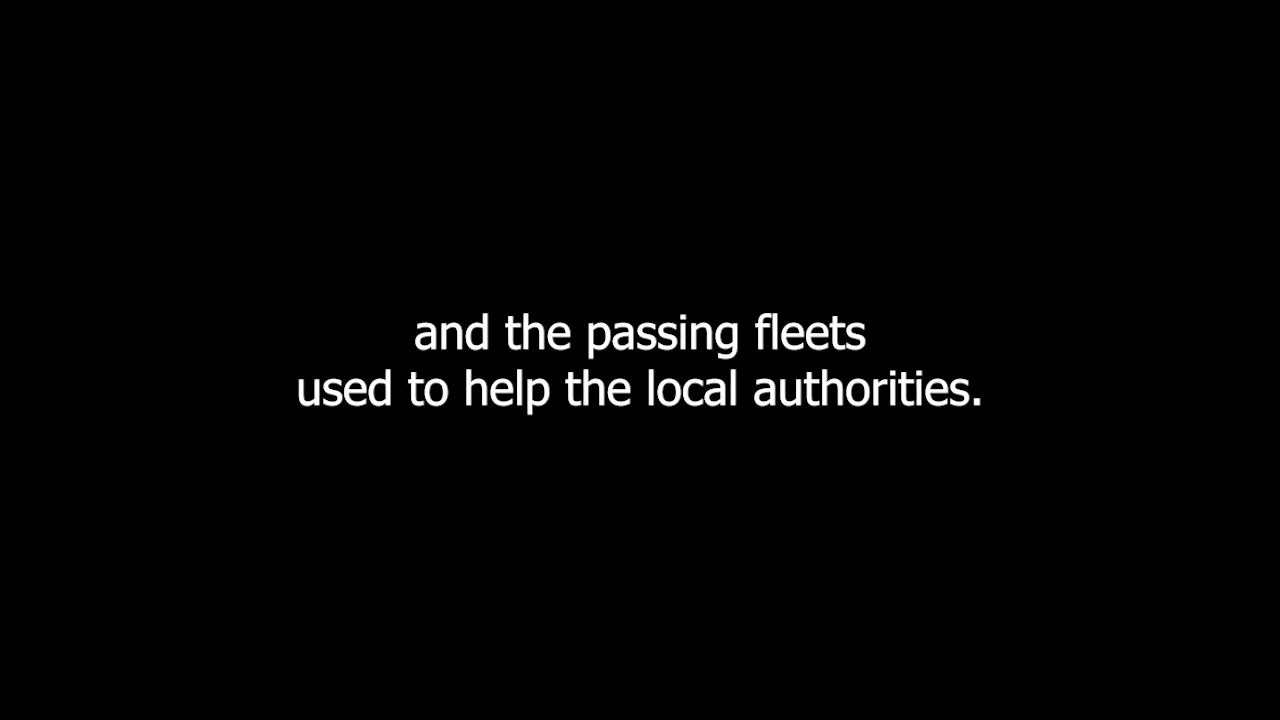 and the passing fleets
used to help the local authorities.